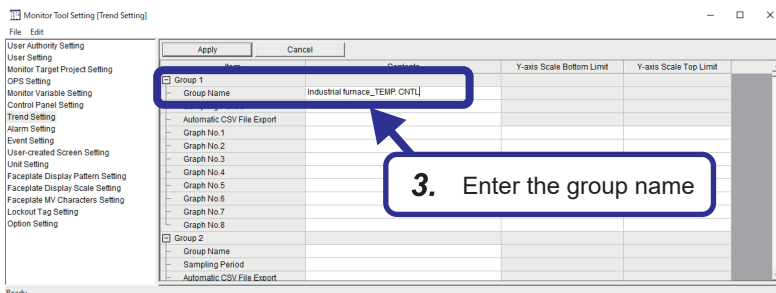 Monitor Tool Setting [Trend Setting]
File Edit
User Authority Setting
User Setting
Monitor Target Project Setting
OPS Setting
Monitor Variable Setting
Control Panel Setting
Trend Setting
Alarm Setting
Event Setting
User-created Screen Setting
Unit Setting
Faceplate Display Pattern Setting
Faceplate Display Scale Setting
Faceplate MV Characters Setting
Lockout Tag Setting
Option Setting
Apply Cancel
Item Contents Y-axis Scale Bottom Limit Y-axis Scale Top Limit
Group 1
Group Name Industrial furnace_TEMP. CNTL
Sampling Period
Automatic CSV File Export
Graph No.1
Graph No.2
Graph No.3
Graph No.4
Graph No.5
Graph No.6
Graph No.7
Graph No.8
Group 2
Group Name
Sampling Period
Automatic CSV File Export
3. Enter the group name
Ready